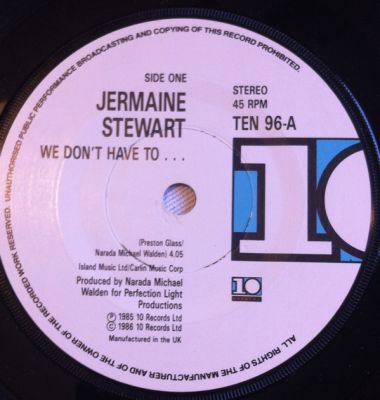 UNAUTHORISED PUBLIC PERFORMANCE BROADCASTING AND COPYING OF THIS RECORD PROHIBITED.
SIDE ONE
JERMAINE
STEWART
WE DON'T HAVE TO . . .
STEREO
45 RPM
TEN 96-A
10
(Preston Glass/
Narada Michael Walden) 4.05
Island Music Ltd/Carlin Music Corp
Produced by Narada Michael
Walden for Perfection Light
Productions
Ⓟ 1985 10 Records Ltd
© 1986 10 Records Ltd
Manufactured in the UK
10
ALL RIGHTS OF THE MANUFACTURER AND OF THE OWNER OF THE RECORDED WORK RESERVED.